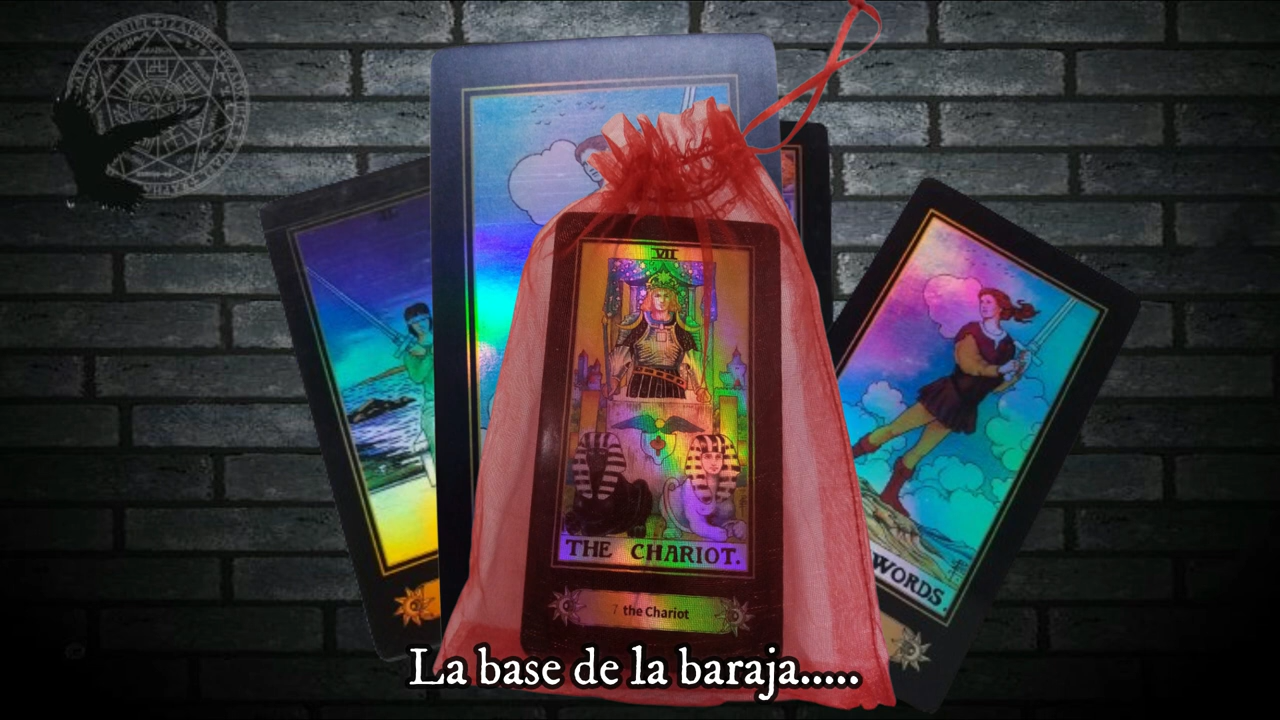 VII
THE CHARIOT.
7 the Chariot
WORDS.
La base de la baraja.....